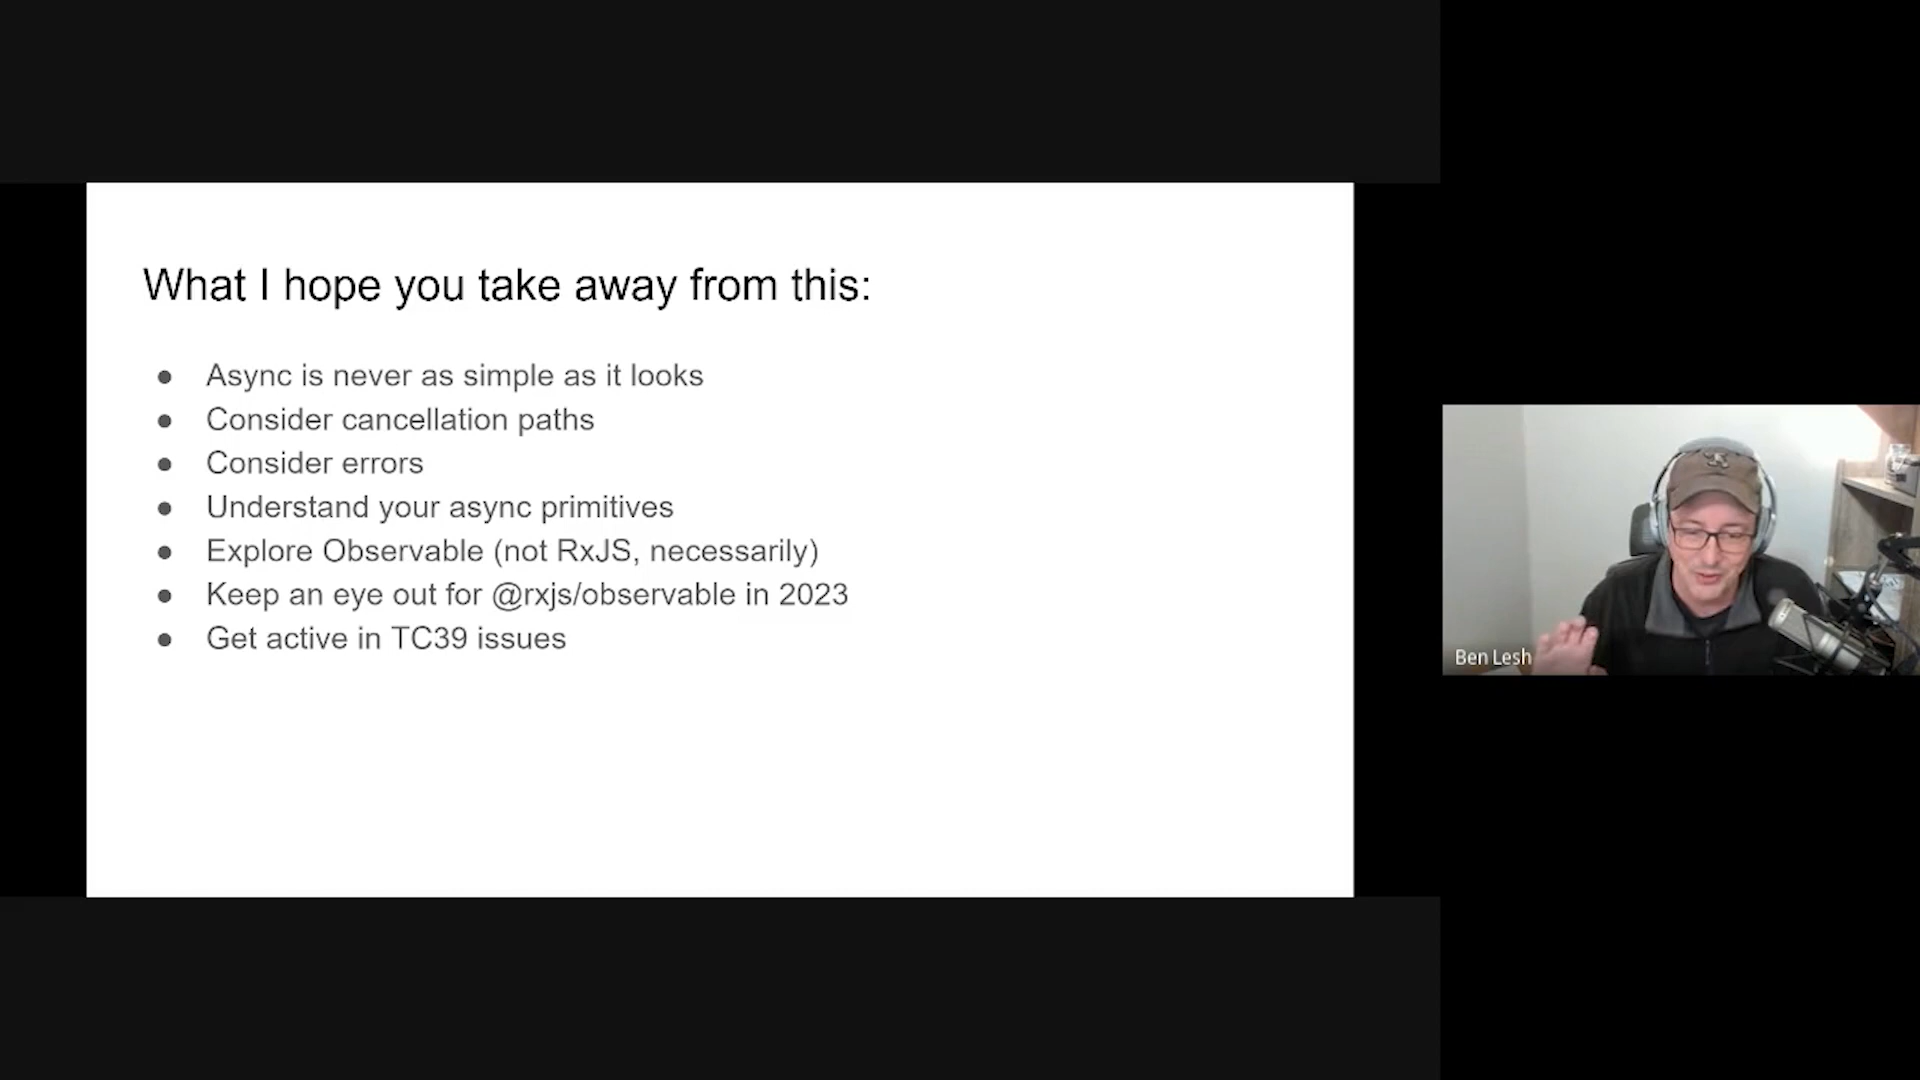 What I hope you take away from this:
● Async is never as simple as it looks
● Consider cancellation paths
● Consider errors
● Understand your async primitives
● Explore Observable (not RxJS, necessarily)
● Keep an eye out for @rxjs/observable in 2023
● Get active in TC39 issues
Ben Lesh